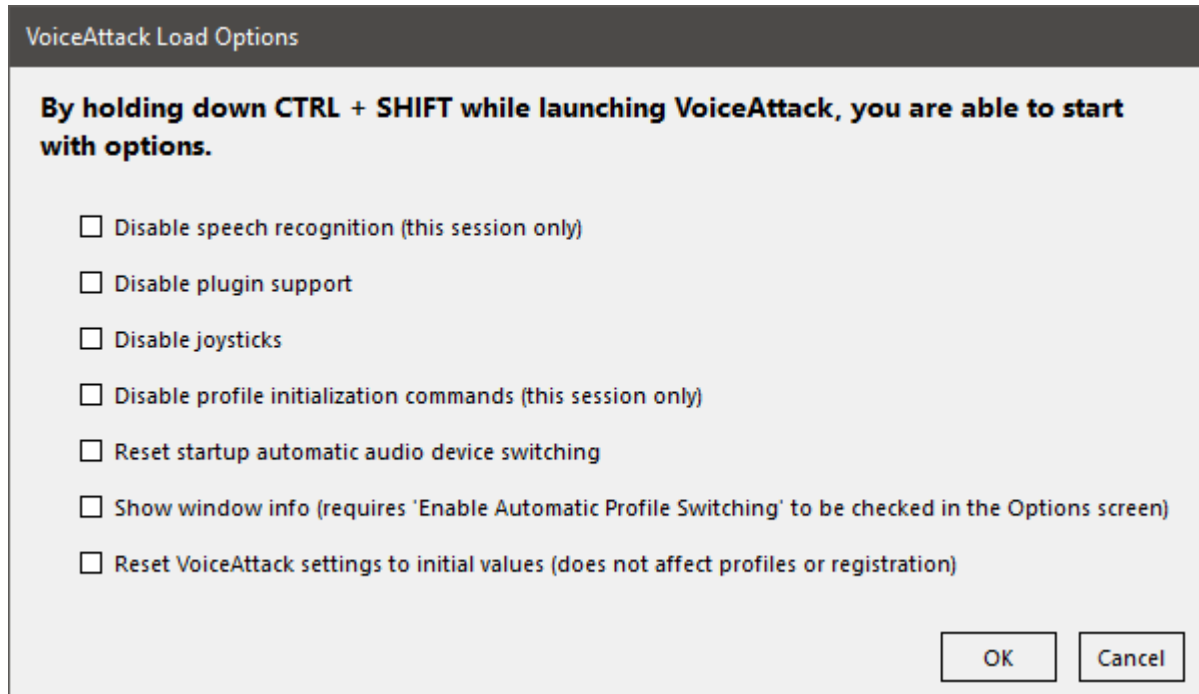 VoiceAttack Load Options
By holding down CTRL + SHIFT while launching VoiceAttack, you are able to start
with options.
Disable speech recognition (this session only)
Disable plugin support
Disable joysticks
Disable profile initialization commands (this session only)
Reset startup automatic audio device switching
Show window info (requires 'Enable Automatic Profile Switching' to be checked in the Options screen)
Reset VoiceAttack settings to initial values (does not affect profiles or registration)
OK Cancel